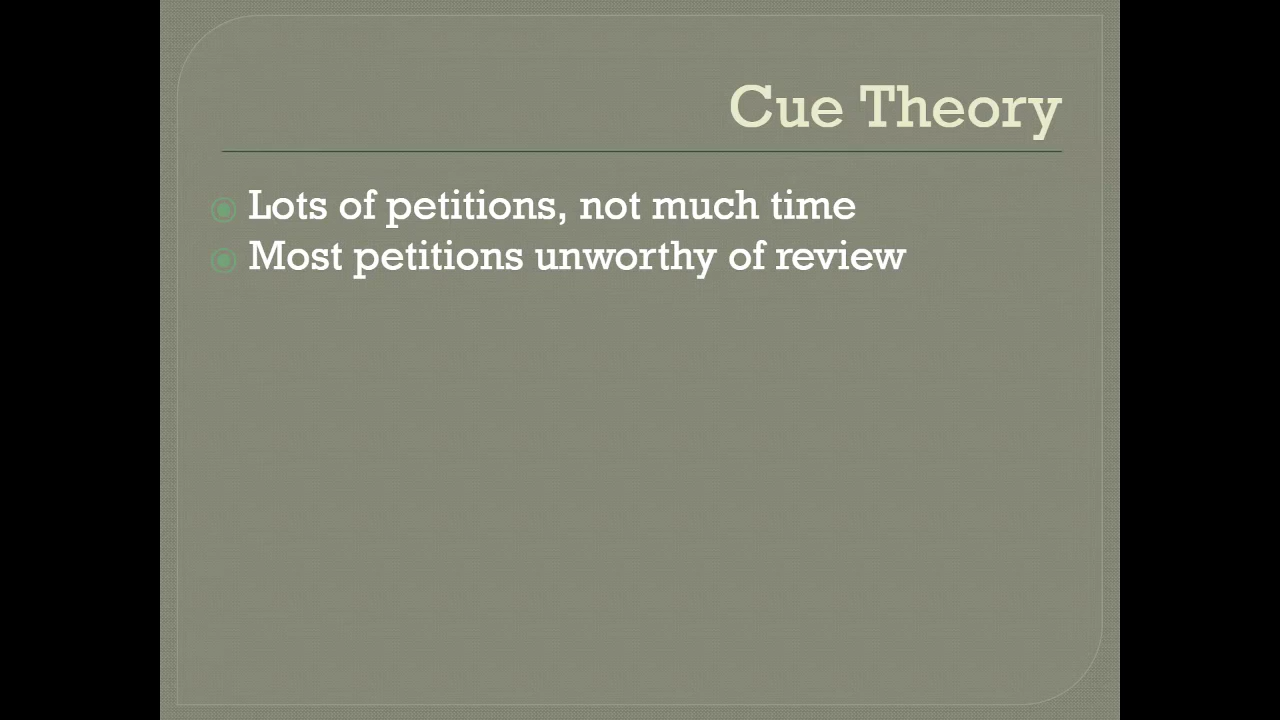 Cue Theory
Lots of petitions, not much time
Most petitions unworthy of review